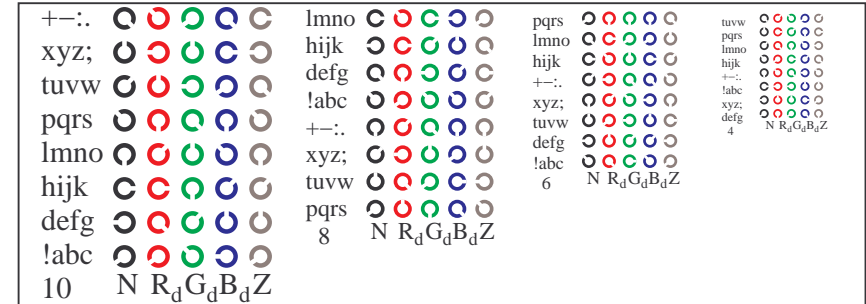 +−:.
xyz;
tuvw
pqrs
lmno
hijk
defg
!abc
10 N RdGdBdZ
lmno
hijk
defg
!abc
+−:.
xyz;
tuvw
pqrs
8 N RdGdBdZ
pqrs
lmno
hijk
+−:.
xyz;
tuvw
defg
!abc
6 N RdGdBdZ
tuvw
pqrs
lmno
hijk
+−:.
!abc
xyz;
defg
4 N RdGdBdZ